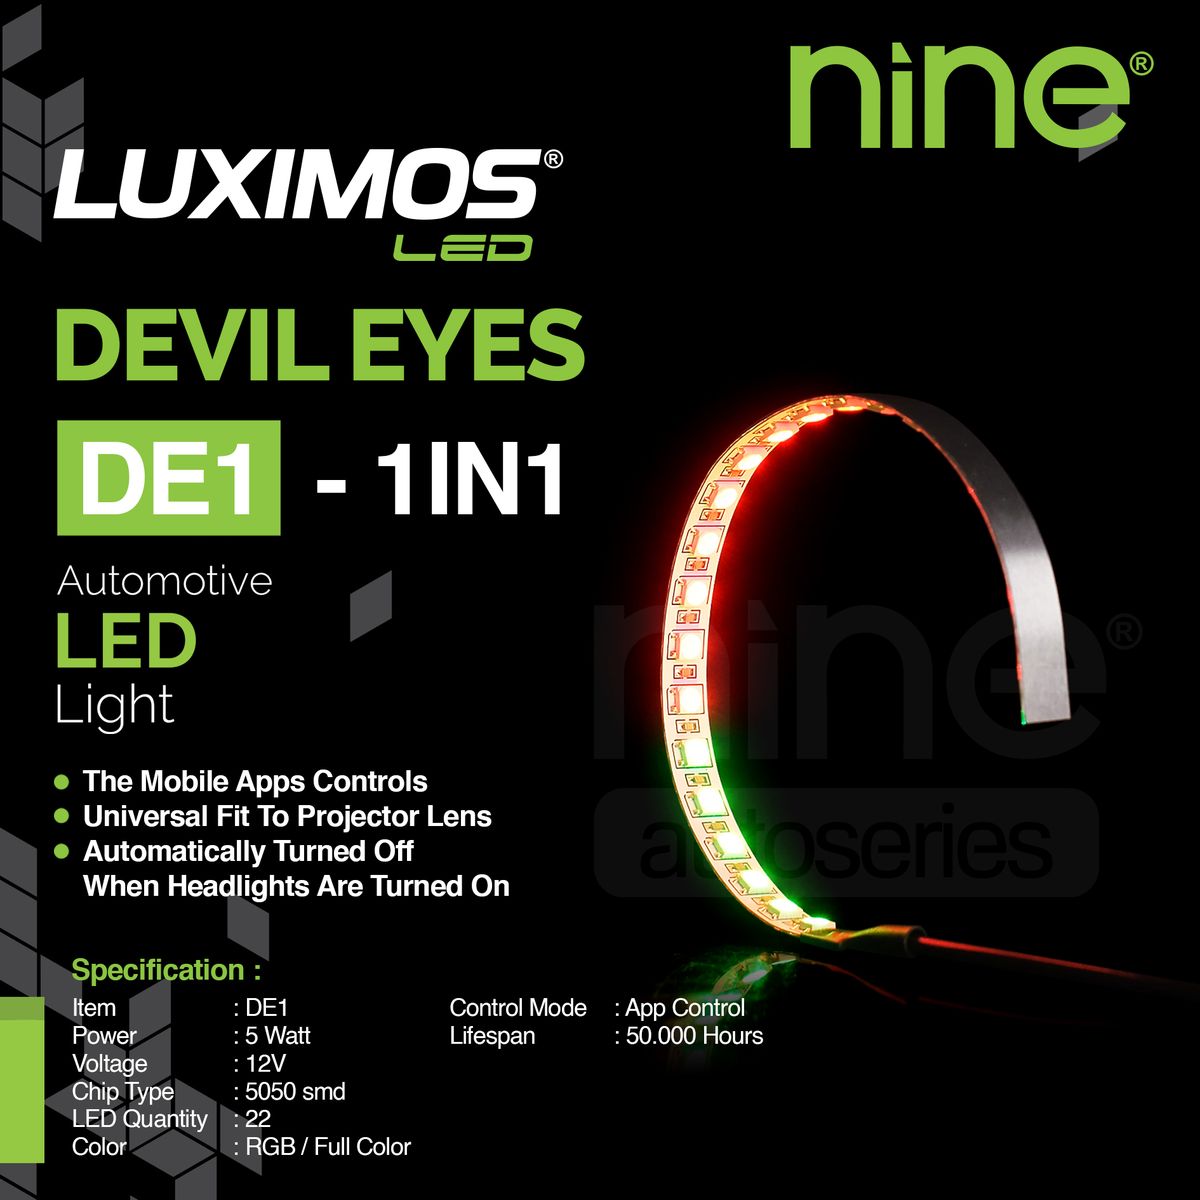 nine®
LUXIMOS®
LED
DEVIL EYES
DE1 - 1IN1
Automotive
LED
Light
The Mobile Apps Controls
Universal Fit To Projector Lens
Automatically Turned Off
When Headlights Are Turned On
nine®
autoseries
Specification :
Item : DE1
Power : 5 Watt
Voltage : 12V
Chip Type : 5050 smd
LED Quantity : 22
Color : RGB / Full Color
Control Mode : App Control
Lifespan : 50.000 Hours